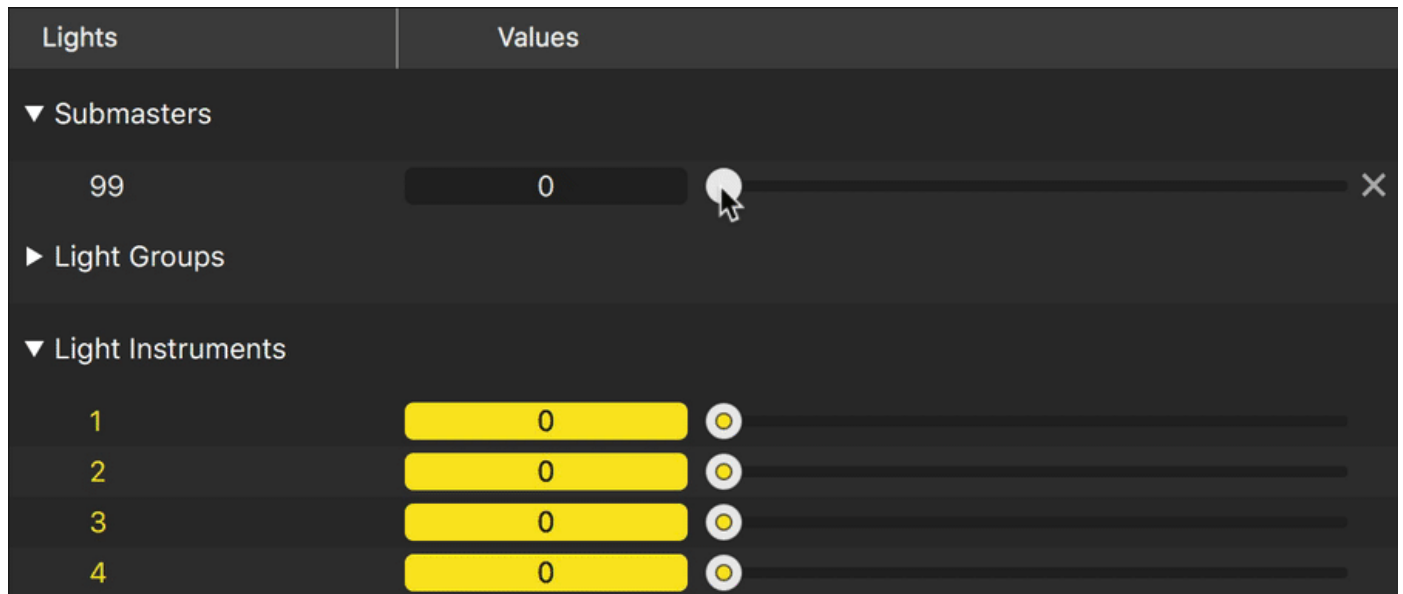 Lights Values
Submasters
99 0
Light Groups
Light Instruments
1 0
2 0
3 0
4 0